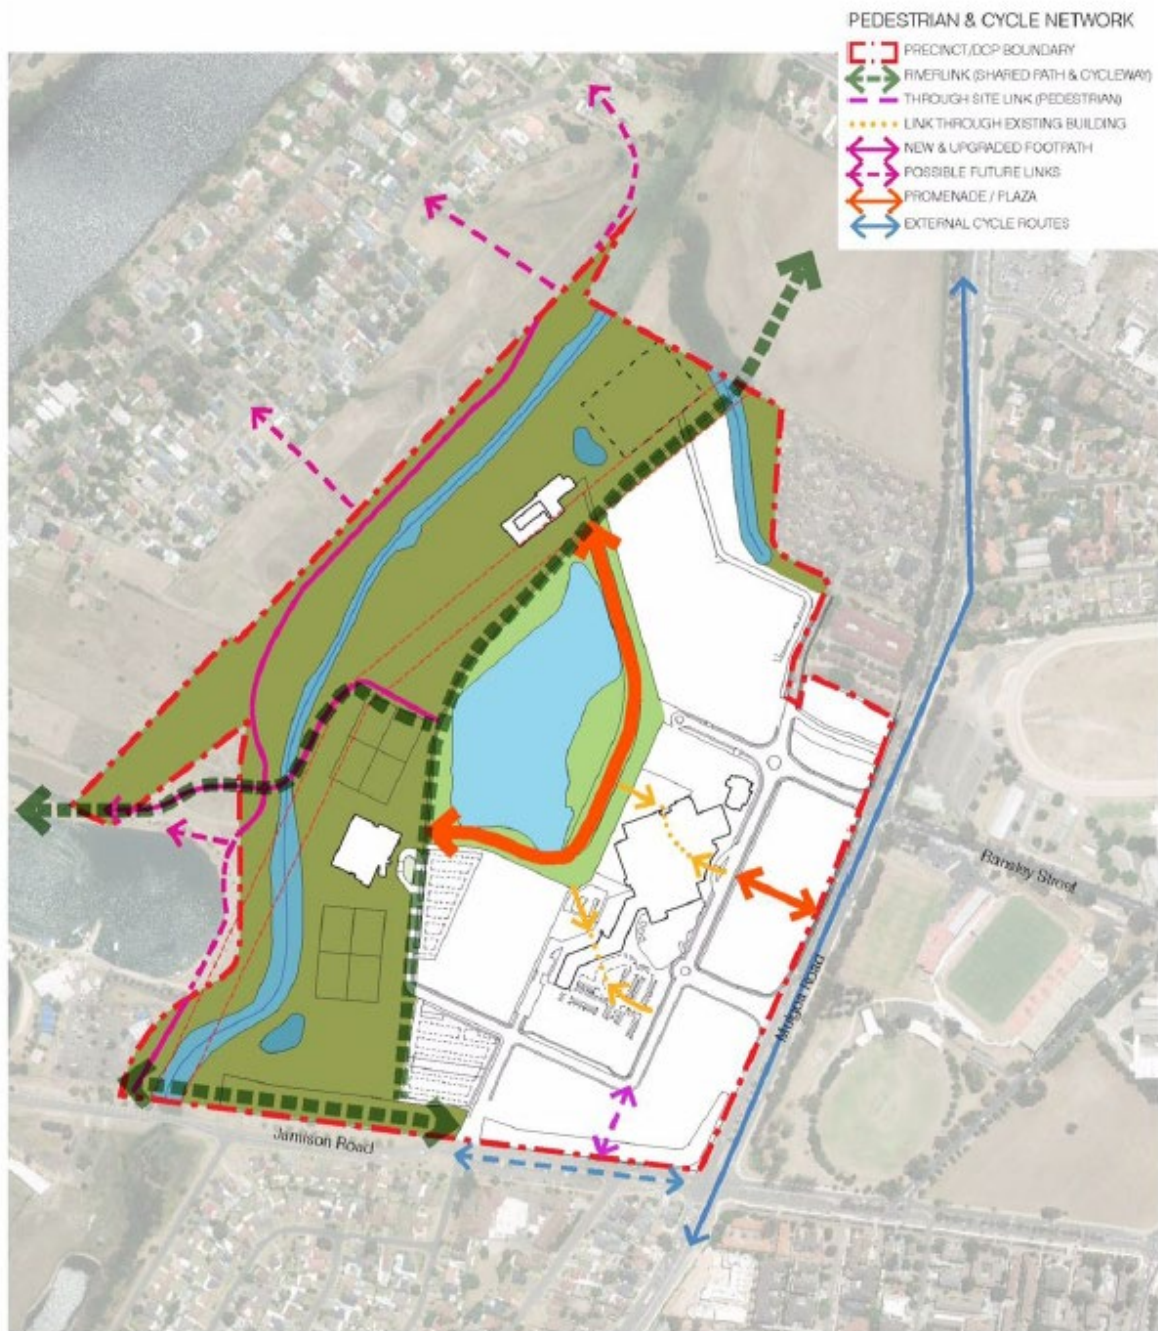 PEDESTRIAN & CYCLE NETWORK
PRECINCT/DCP BOUNDARY
RIVERLINK (SHARED PATH & CYCLEWAY)
THROUGH SITE LINK (PEDESTRIAN)
LINK THROUGH EXISTING BUILDING
NEW & UPGRADED FOOTPATH
POSSIBLE FUTURE LINKS
PROMENADE / PLAZA
EXTERNAL CYCLE ROUTES
Ransley Street
Mulgoa Road
Jamison Road